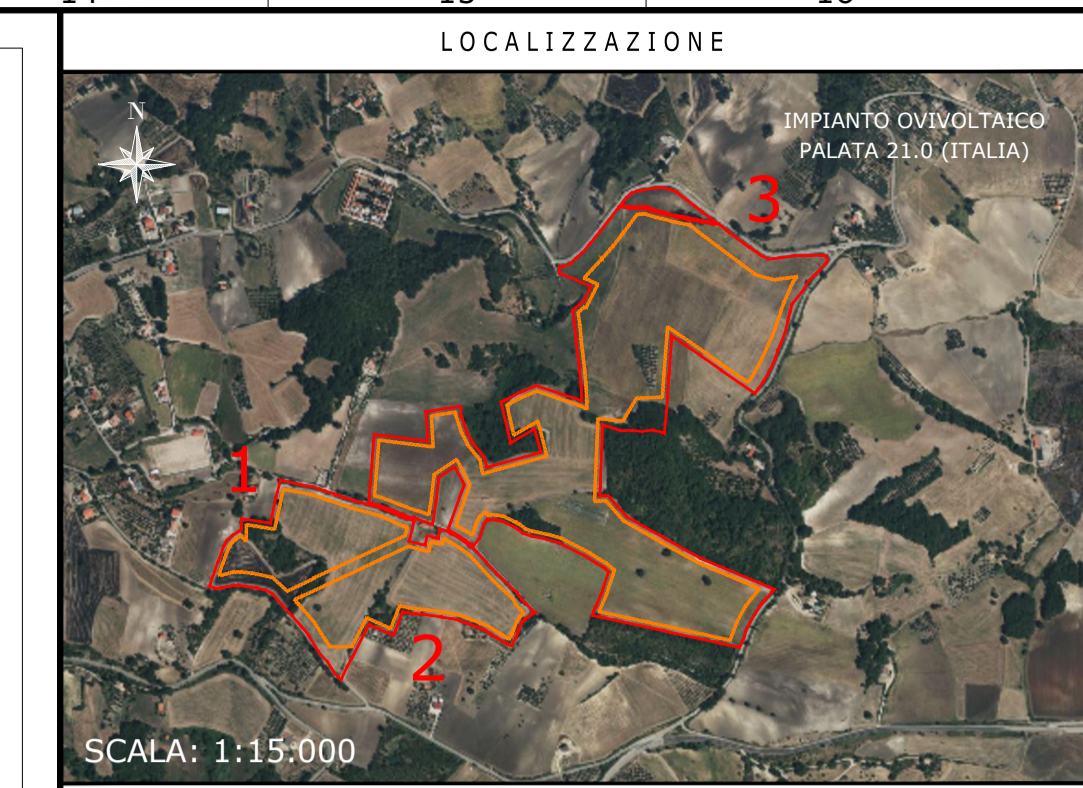 LOCALIZZAZIONE
N
IMPIANTO OVIVOLTAICO
PALATA 21.0 (ITALIA)
3
1
2
SCALA: 1:15.000